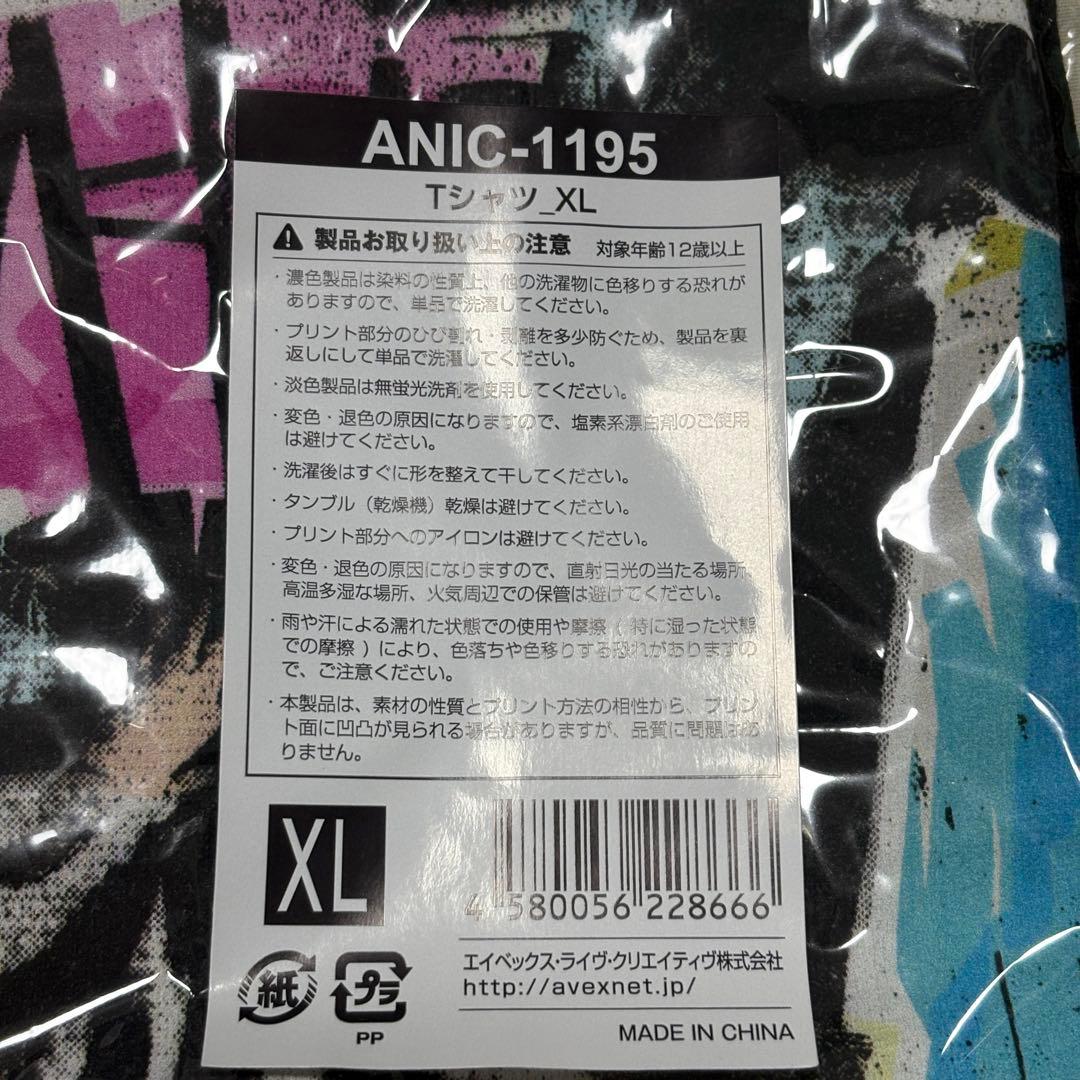 ANIC-1195
Tシャツ_XL
製品お取り扱い上の注意 対象年齢12歳以上
・濃色製品は染料の性質上、他の洗濯物に色移りする恐れが
ありますので、単品で洗濯してください。
・プリント部分のひび割れ・剥離を多少防ぐため、製品を裏
返しにして単品で洗濯してください。
・淡色製品は無蛍光洗剤を使用してください。
・変色・退色の原因になりますので、塩素系漂白剤のご使用
は避けてください。
・洗濯後はすぐに形を整えて干してください。
・タンブル（乾燥機）乾燥は避けてください。
・プリント部分へのアイロンは避けてください。
・変色・退色の原因になりますので、直射日光の当たる場所、
高温多湿な場所、火気周辺での保管は避けてください。
・雨や汗による濡れた状態での使用や摩擦 ( 特に湿った状態
での摩擦 ) により、色落ちや色移りする恐れがありますの
で、ご注意ください。
・本製品は、素材の性質とプリント方法の相性から、プリン
ト面に凹凸が見られる場合がありますが、品質に問題はあ
りません。
XL
4 580056 228666
紙
プラ
PP
エイベックス・ライヴ・クリエイティヴ株式会社
http://avexnet.jp/
MADE IN CHINA